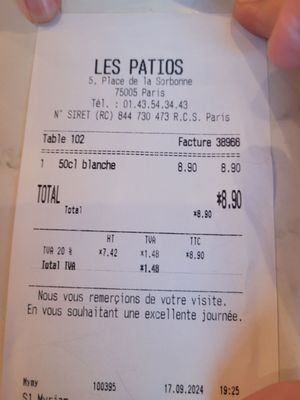 LES PATIOS
5, Place de la Sorbonne
75005 Paris
Tél. : 01.43.54.34.43
N° SIRET (RC) 844 730 473 R.C.S. Paris
Table 102 Facture 38966
1 50cl blanche 8.90 8.90
TOTAL *8.90
Total *8.90
HT TVA TTC
TVA 20 % *7.42 *1.48 *8.90
Total TVA *1.48
Nous vous remerçions de votre visite.
En vous souhaitant une excellente journée.
Mymy 100395 17.09.2024 19:25
S1 Myriam